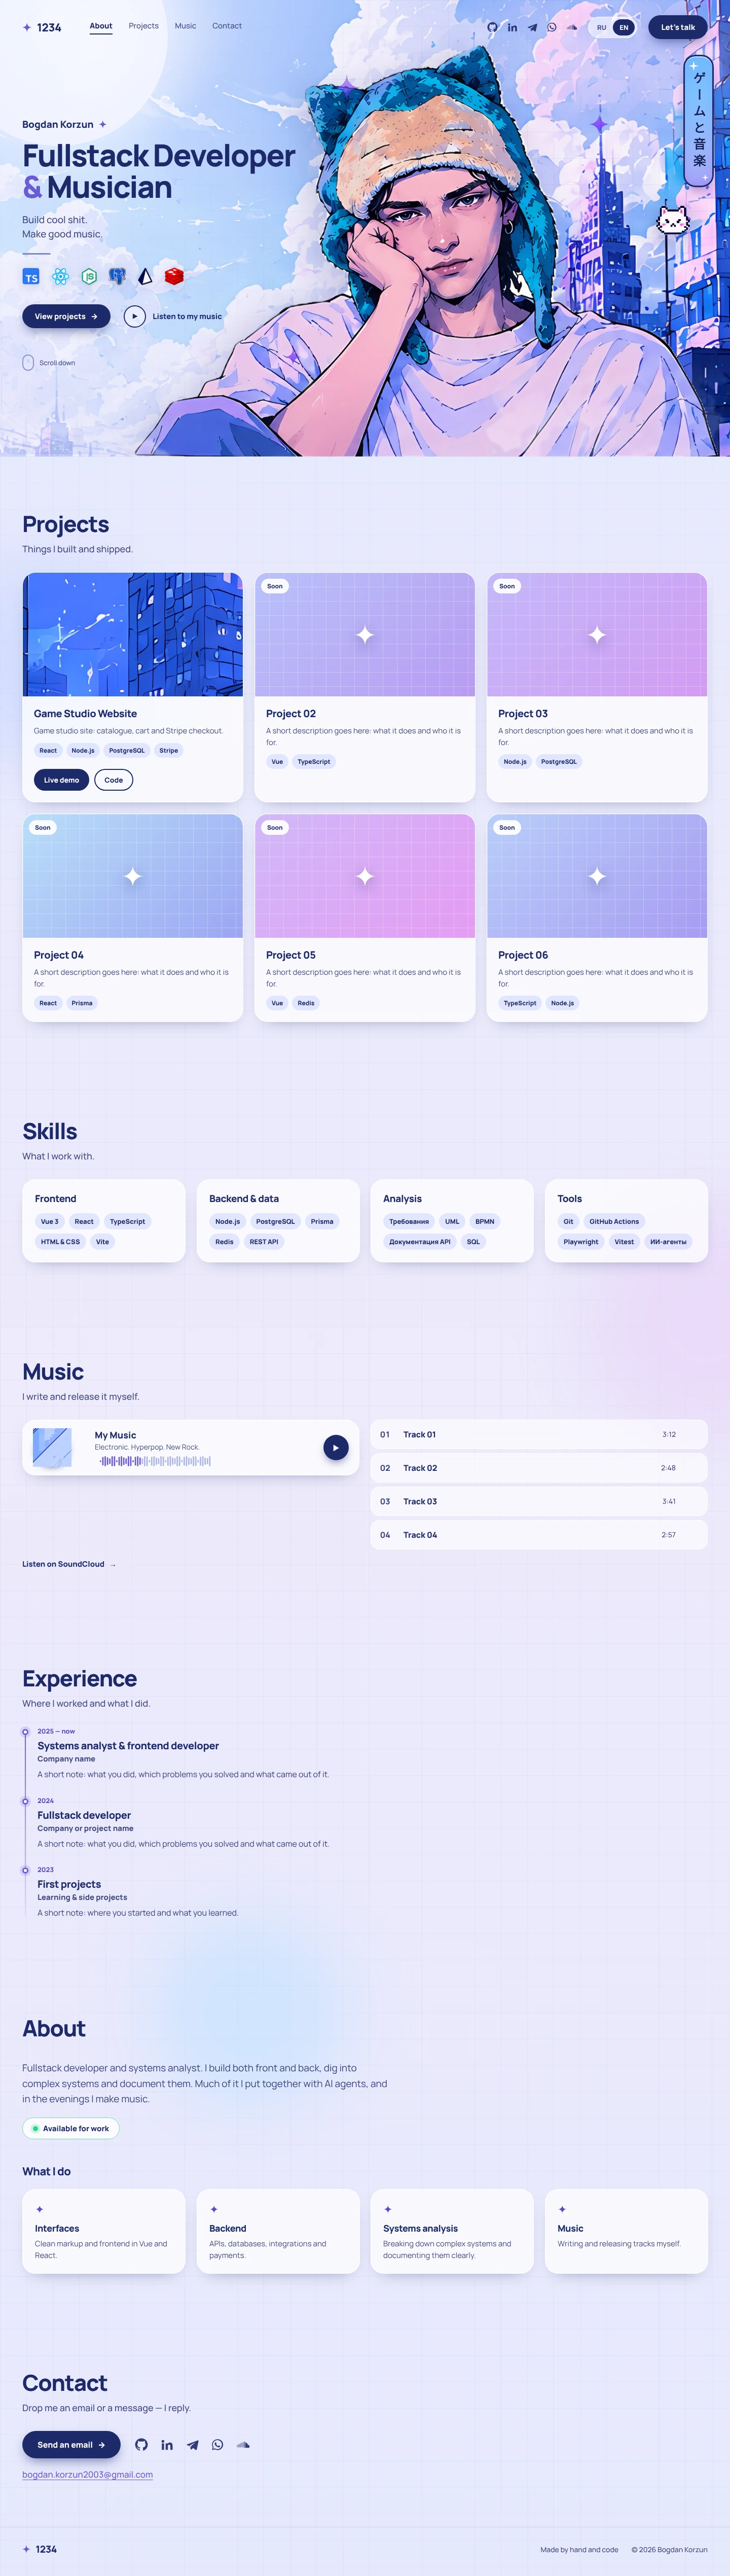 1234
About Projects Music Contact
RU EN
Let's talk
ゲームと音楽
Bogdan Korzun
Fullstack Developer
& Musician
Build cool shit.
Make good music.
TS
JS
View projects →
Listen to my music
Scroll down
Projects
Things I built and shipped.
Game Studio Website
Game studio site: catalogue, cart and Stripe checkout.
React Node.js PostgreSQL Stripe
Live demo Code
Soon
Project 02
A short description goes here: what it does and who it is
for.
Vue TypeScript
Soon
Project 03
A short description goes here: what it does and who it is
for.
Node.js PostgreSQL
Soon
Project 04
A short description goes here: what it does and who it is
for.
React Prisma
Soon
Project 05
A short description goes here: what it does and who it is
for.
Vue Redis
Soon
Project 06
A short description goes here: what it does and who it is
for.
TypeScript Node.js
Skills
What I work with.
Frontend
Vue 3 React TypeScript
HTML & CSS Vite
Backend & data
Node.js PostgreSQL Prisma
Redis REST API
Analysis
Требования UML BPMN
Документация API SQL
Tools
Git GitHub Actions
Playwright Vitest ИИ-агенты
Music
I write and release it myself.
My Music
Electronic. Hyperpop. New Rock.
01 Track 01 3:12
02 Track 02 2:48
03 Track 03 3:41
04 Track 04 2:57
Listen on SoundCloud →
Experience
Where I worked and what I did.
2025 — now
Systems analyst & frontend developer
Company name
A short note: what you did, which problems you solved and what came out of it.
2024
Fullstack developer
Company or project name
A short note: what you did, which problems you solved and what came out of it.
2023
First projects
Learning & side projects
A short note: where you started and what you learned.
About
Fullstack developer and systems analyst. I build both front and back, dig into
complex systems and document them. Much of it I put together with AI agents, and
in the evenings I make music.
Available for work
What I do
Interfaces
Clean markup and frontend in Vue and
React.
Backend
APIs, databases, integrations and
payments.
Systems analysis
Breaking down complex systems and
documenting them clearly.
Music
Writing and releasing tracks myself.
Contact
Drop me an email or a message — I reply.
Send an email →
bogdan.korzun2003@gmail.com
1234
Made by hand and code © 2026 Bogdan Korzun